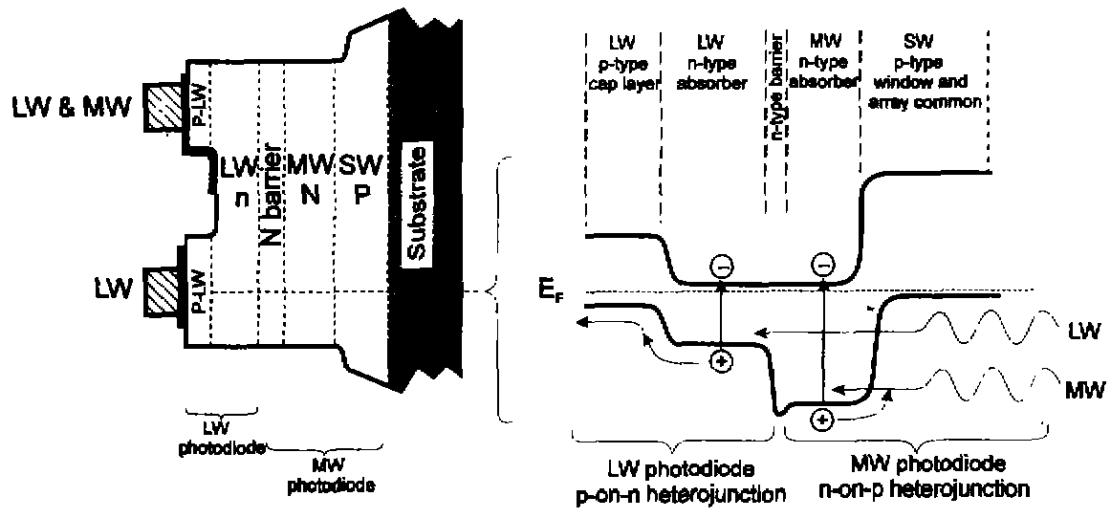 LW & MW
LW
P-LW
P-LW
LW
n
N barrier
MW
N
SW
P
Substrate
LW
photodiode
MW
photodiode
LW
p-type
cap layer
LW
n-type
absorber
n-type barrier
MW
n-type
absorber
SW
p-type
window and
array common
E_F
−
−
+
+
LW
MW
LW photodiode
p-on-n heterojunction
MW photodiode
n-on-p heterojunction